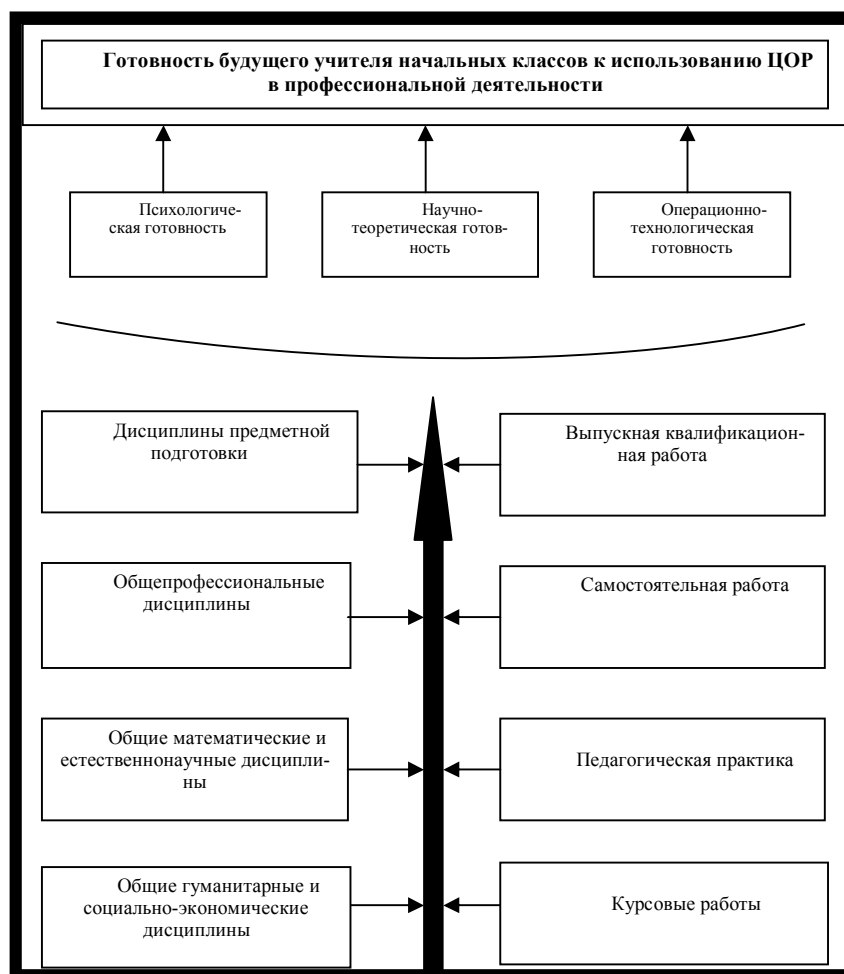 Готовность будущего учителя начальных классов к использованию ЦОР
в профессиональной деятельности
Психологиче-
ская готовность
Научно-
теоретическая готов-
ность
Операционно-
технологическая
готовность
Дисциплины предметной
подготовки
Выпускная квалификацион-
ная работа
Общепрофессиональные
дисциплины
Самостоятельная работа
Общие математические и
естественнонаучные дисципли-
ны
Педагогическая практика
Общие гуманитарные и
социально-экономические
дисциплины
Курсовые работы